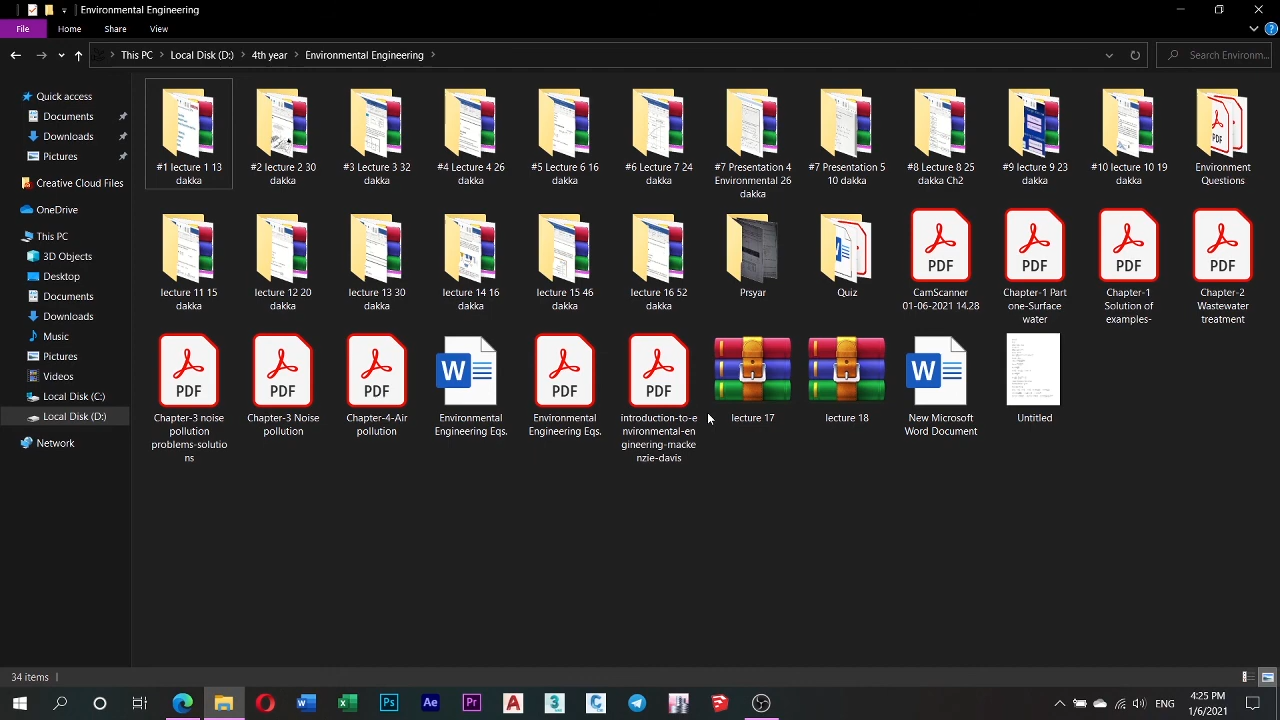 Environmental Engineering
File Home Share View
This PC Local Disk (D:) 4th year Environmental Engineering
Search Environm...
Quick access
Documents
Downloads
Pictures
Creative Cloud Files
OneDrive
This PC
3D Objects
Desktop
Documents
Downloads
Music
Pictures
Videos
Local Disk (C:)
Local Disk (D:)
Network
#1 lecture 1 13
dakka
#2 lecture 2 30
dakka
#3 Lecture 3 32
dakka
#4 Lecture 4 26
dakka
#5 Lecture 6 16
dakka
#6 Lecture 7 24
dakka
#7 Presentation 4
Environmental 26
dakka
#7 Presentation 5
10 dakka
#8 Lecture 8 25
dakka Ch2
#9 lecture 9 23
dakka
#10 lecture 10 19
dakka
PDF
Environment
Questions
lecture 11 15
dakka
lecture 12 20
dakka
lecture 13 30
dakka
lecture 14 16
dakka
lecture 15 46
dakka
lecture 16 52
dakka
Prsyar
Quiz
PDF
CamScanner
01-06-2021 14.28
PDF
Chapter-1 Part
one-Surface
water
PDF
Chapter-1
Solution of
examples-
PDF
Chapter-2
Wastewater
treatment
PDF
Chapter-3 noise
pollution
problems-solutio
ns
PDF
Chapter-3 Noise
pollution
PDF
Chapter-4-Air
pollution
W
Environmental
Engineering Eqs.
PDF
Environmental
Engineering Eqs.
PDF
introduction-to-e
nvironmental-en
gineering-macke
nzie-davis
lecture 17
lecture 18
W
New Microsoft
Word Document
Untitled
34 items
Ps Ae Pr
4:25 PM
1/6/2021